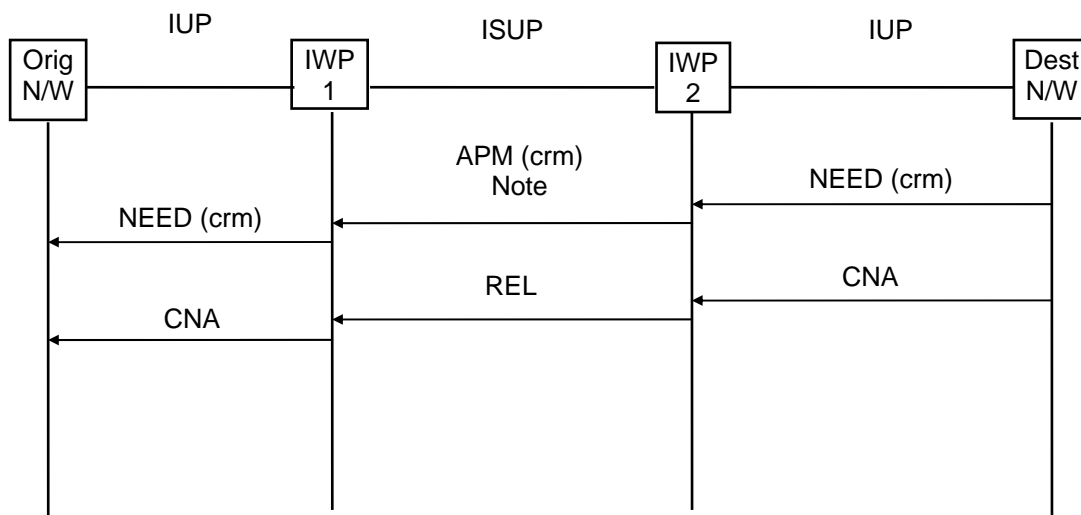 IUP
ISUP
IUP
Orig
N/W
IWP
1
IWP
2
Dest
N/W
APM (crm)
Note
NEED (crm)
NEED (crm)
REL
CNA
CNA